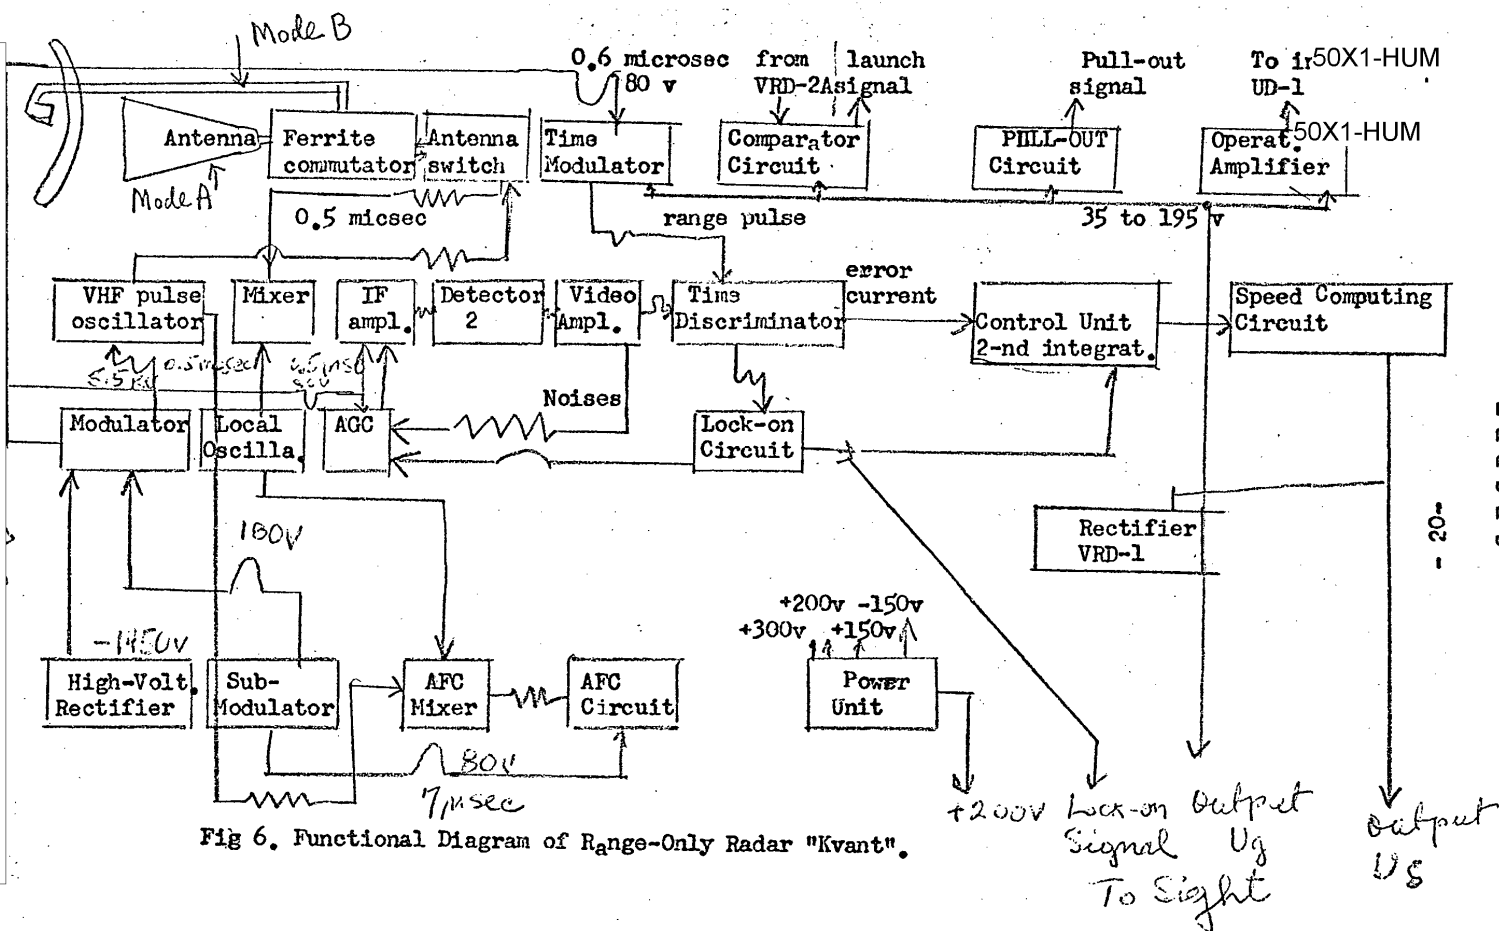 Mode B
0.6 microsec
80 v
from
VRD-2A
launch
signal
Pull-out
signal
To ir
UD-1
50X1-HUM
50X1-HUM
Antenna
Mode A
Ferrite
commutator
Antenna
switch
Time
Modulator
Comparator
Circuit
PULL-OUT
Circuit
Operat.
Amplifier
0.5 micsec
range pulse
35 to 195 v
VHF pulse
oscillator
Mixer
IF
ampl.
Detector
2
Video
Ampl.
Time
Discriminator
error
current
Control Unit
2-nd integrat.
Speed Computing
Circuit
0.5 mcsec
Noises
Modulator
Local
Oscilla.
AGC
Lock-on
Circuit
Rectifier
VRD-1
- 20-
180v
-1450v
+200v -150v
+300v +150v
High-Volt.
Rectifier
Sub-
Modulator
AFC
Mixer
AFC
Circuit
Power
Unit
80v
7μsec
+200v
Lock-on
Signal
Output
Ug
To Sight
output
Us
Fig 6. Functional Diagram of Range-Only Radar "Kvant".